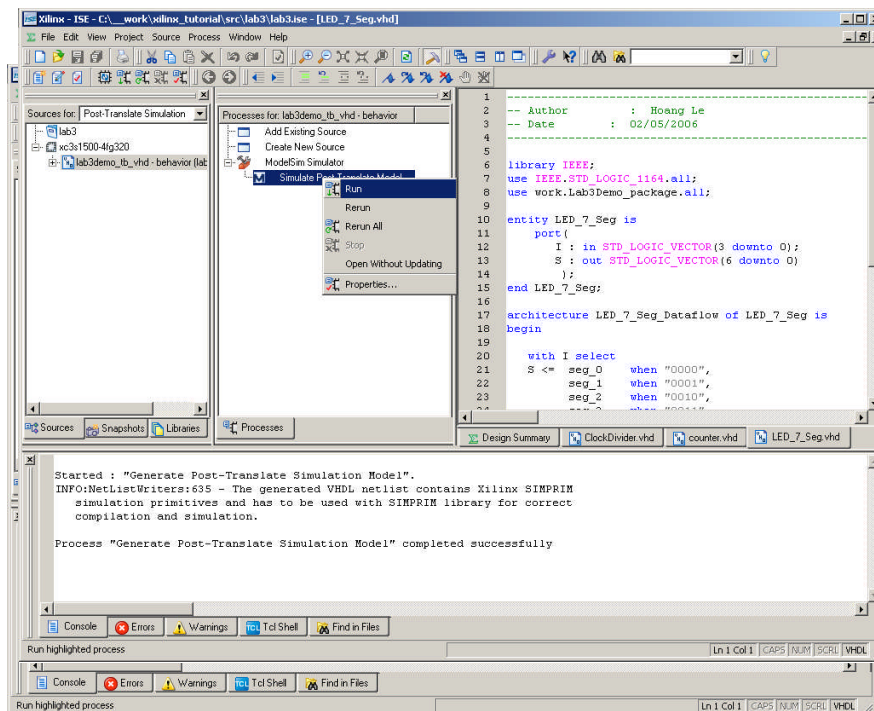 Xilinx - ISE - C:\__work\xilinx_tutorial\src\lab3\lab3.ise - [LED_7_Seg.vhd]
File Edit View Project Source Process Window Help
Sources for: Post-Translate Simulation
lab3
xc3s1500-4fg320
lab3demo_tb_vhd - behavior (lab
Sources Snapshots Libraries
Processes for: lab3demo_tb_vhd - behavior
Add Existing Source
Create New Source
ModelSim Simulator
Simulate Post-Translate Model
Run
Rerun
Rerun All
Stop
Open Without Updating
Properties...
Processes
1
2 -- Author : Hoang Le
3 -- Date : 02/05/2006
4
5
6 library IEEE;
7 use IEEE.STD_LOGIC_1164.all;
8 use work.Lab3Demo_package.all;
9
10 entity LED_7_Seg is
11 port(
12 I : in STD_LOGIC_VECTOR(3 downto 0);
13 S : out STD_LOGIC_VECTOR(6 downto 0)
14 );
15 end LED_7_Seg;
16
17 architecture LED_7_Seg_Dataflow of LED_7_Seg is
18 begin
19
20 with I select
21 S <= seg_0 when "0000",
22 seg_1 when "0001",
23 seg_2 when "0010",
Design Summary ClockDivider.vhd counter.vhd LED_7_Seg.vhd
Started : "Generate Post-Translate Simulation Model".
INFO:NetListWriters:635 - The generated VHDL netlist contains Xilinx SIMPRIM
simulation primitives and has to be used with SIMPRIM library for correct
compilation and simulation.
Process "Generate Post-Translate Simulation Model" completed successfully
Console Errors Warnings Tcl Shell Find in Files
Run highlighted process Ln 1 Col 1 CAPS NUM SCRL VHDL
Console Errors Warnings Tcl Shell Find in Files
Run highlighted process Ln 1 Col 1 CAPS NUM SCRL VHDL